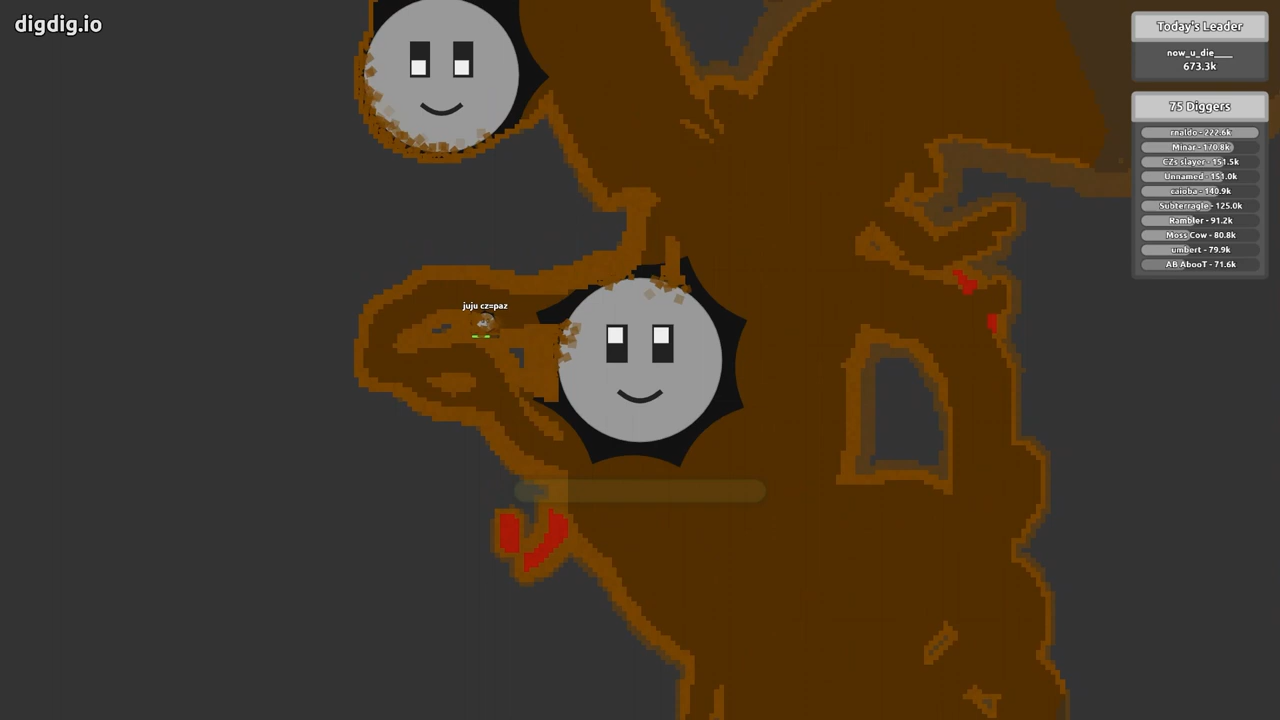 digdig.io
Today's Leader
now_u_die____
673.3k
75 Diggers
rnaldo - 222.6k
Minar - 170.8k
CZs slayer - 151.5k
Unnamed - 151.0k
caioba - 140.9k
Subterragle - 125.0k
Rambler - 91.2k
Moss Cow - 80.8k
umbert - 79.9k
AB AbooT - 71.6k
juju cz=paz